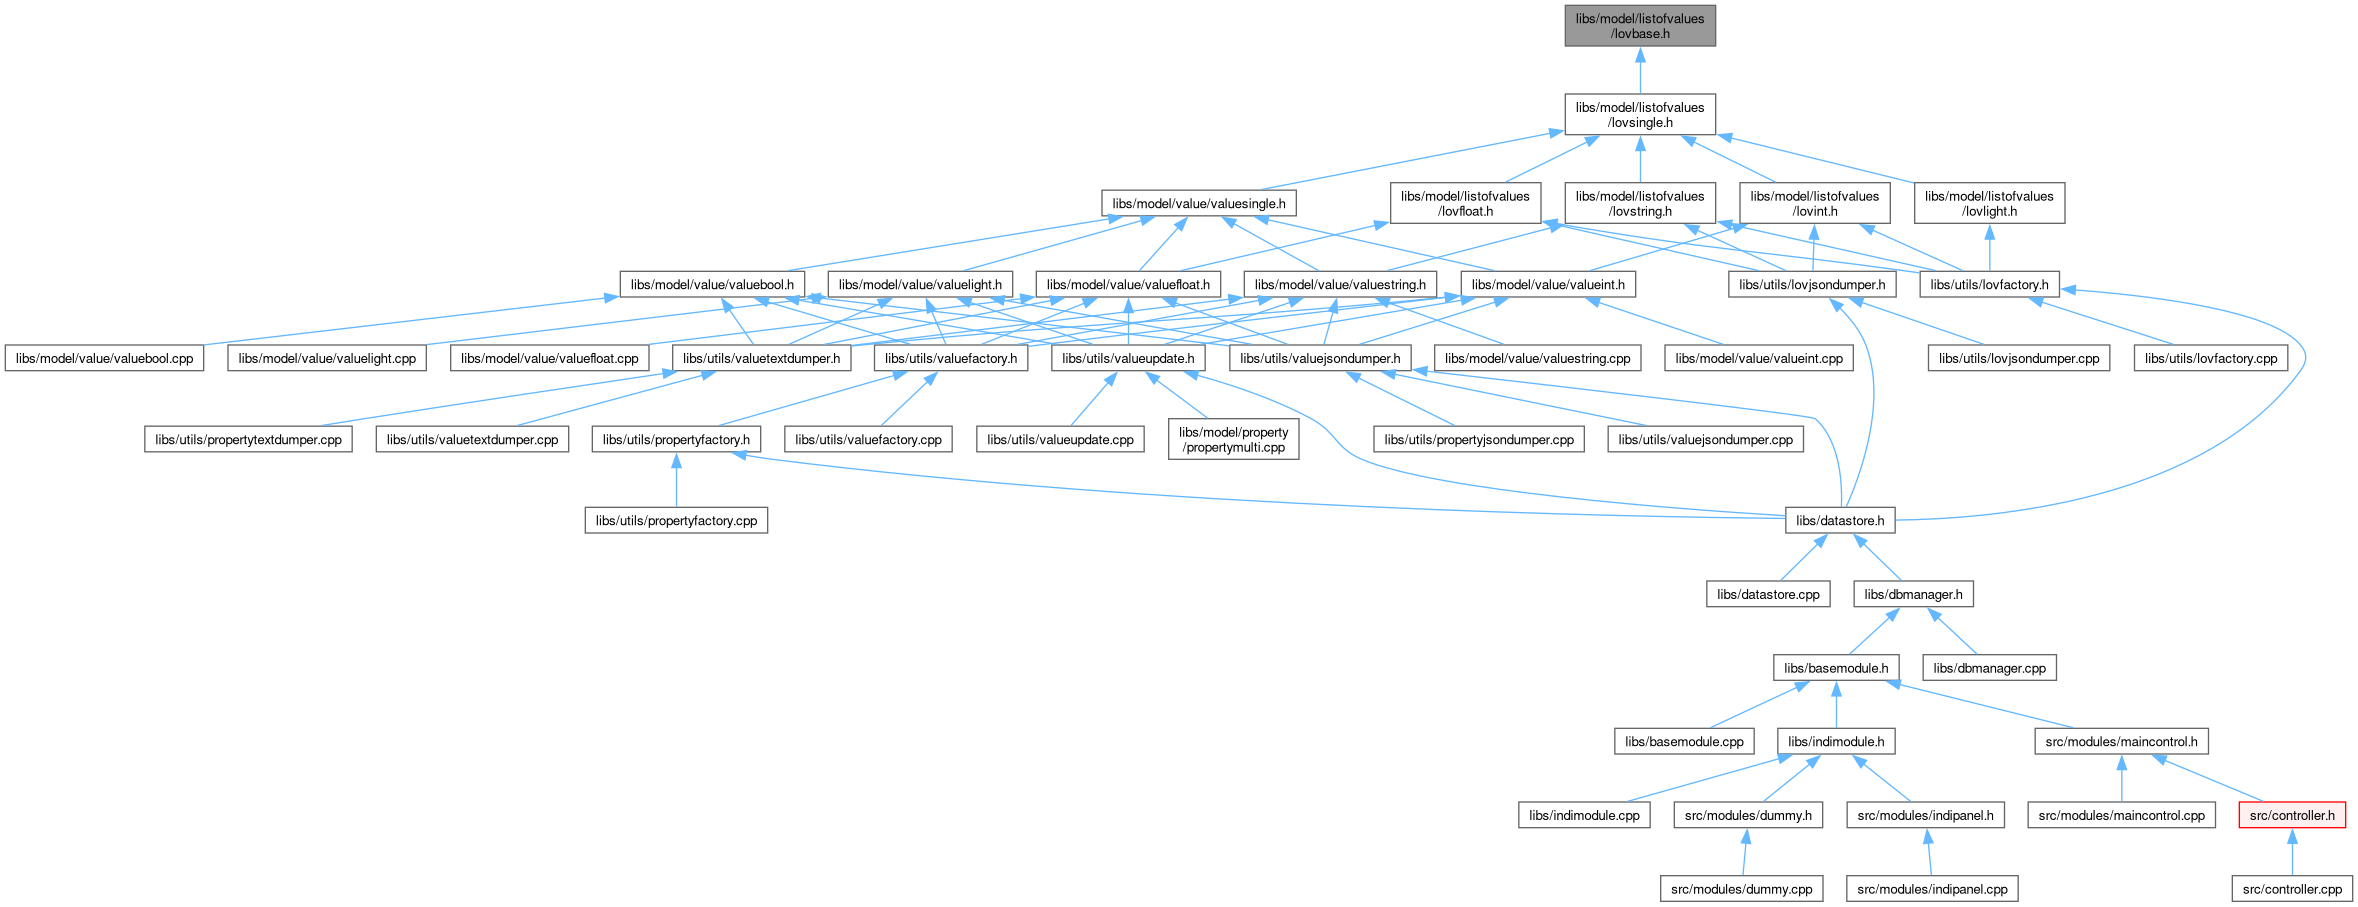 libs/model/listofvalues
/lovbase.h
libs/model/listofvalues
/lovsingle.h
libs/model/value/valuesingle.h
libs/model/listofvalues
/lovfloat.h
libs/model/listofvalues
/lovstring.h
libs/model/listofvalues
/lovint.h
libs/model/listofvalues
/lovlight.h
libs/model/value/valuebool.h
libs/model/value/valuelight.h
libs/model/value/valuefloat.h
libs/model/value/valuestring.h
libs/model/value/valueint.h
libs/utils/lovjsondumper.h
libs/utils/lovfactory.h
libs/model/value/valuebool.cpp
libs/model/value/valuelight.cpp
libs/model/value/valuefloat.cpp
libs/utils/valuetextdumper.h
libs/utils/valuefactory.h
libs/utils/valueupdate.h
libs/utils/valuejsondumper.h
libs/model/value/valuestring.cpp
libs/model/value/valueint.cpp
libs/utils/lovjsondumper.cpp
libs/utils/lovfactory.cpp
libs/utils/propertytextdumper.cpp
libs/utils/valuetextdumper.cpp
libs/utils/propertyfactory.h
libs/utils/valuefactory.cpp
libs/utils/valueupdate.cpp
libs/model/property
/propertymulti.cpp
libs/utils/propertyjsondumper.cpp
libs/utils/valuejsondumper.cpp
libs/utils/propertyfactory.cpp
libs/datastore.h
libs/datastore.cpp
libs/dbmanager.h
libs/basemodule.h
libs/dbmanager.cpp
libs/basemodule.cpp
libs/indimodule.h
src/modules/maincontrol.h
libs/indimodule.cpp
src/modules/dummy.h
src/modules/indipanel.h
src/modules/maincontrol.cpp
src/controller.h
src/modules/dummy.cpp
src/modules/indipanel.cpp
src/controller.cpp